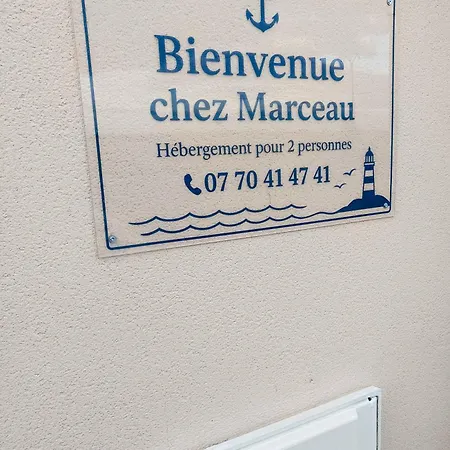 Bienvenue
chez Marceau
Hébergement pour 2 personnes
07 70 41 47 41